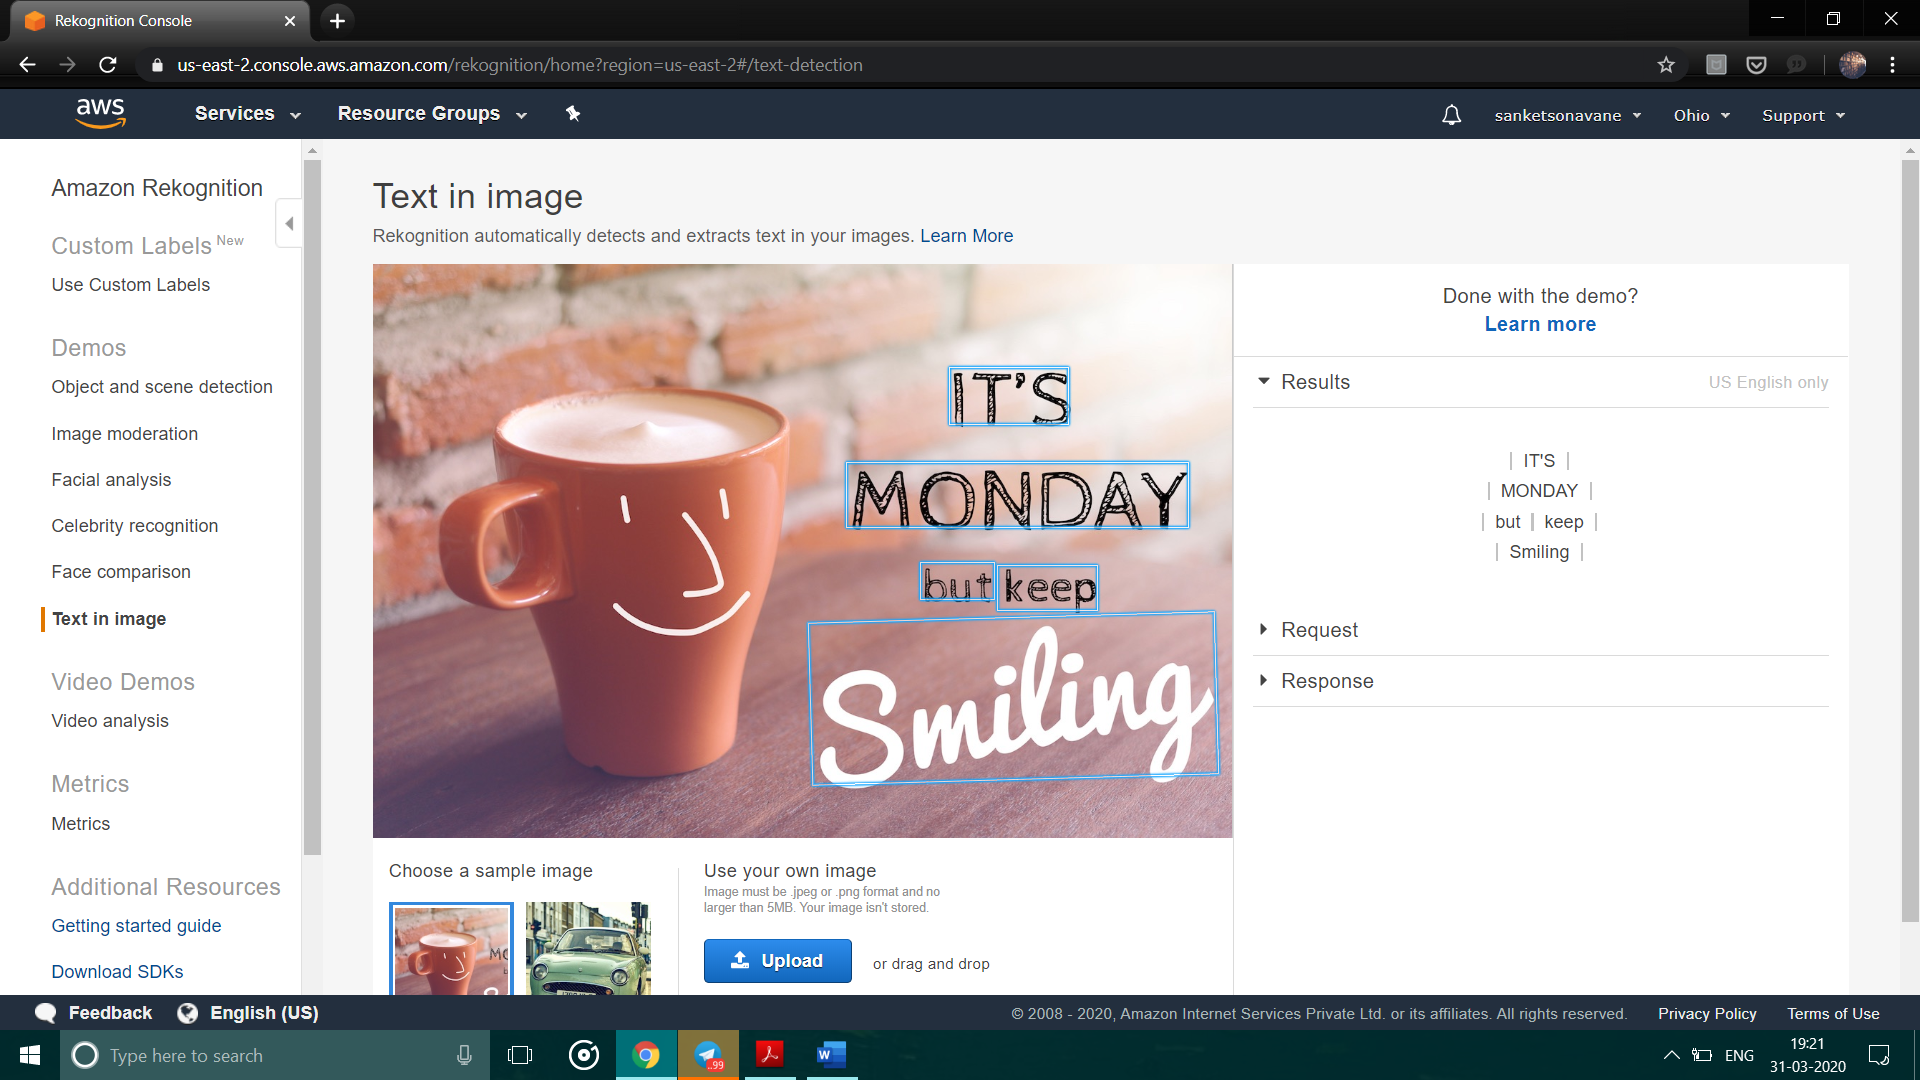 Rekognition Console
us-east-2.console.aws.amazon.com/rekognition/home?region=us-east-2#/text-detection
aws
Services
Resource Groups
sanketsonavane
Ohio
Support
Amazon Rekognition
Custom Labels New
Use Custom Labels
Demos
Object and scene detection
Image moderation
Facial analysis
Celebrity recognition
Face comparison
Text in image
Video Demos
Video analysis
Metrics
Metrics
Additional Resources
Getting started guide
Download SDKs
Text in image
Rekognition automatically detects and extracts text in your images. Learn More
IT'S
MONDAY
but keep
Smiling
Done with the demo?
Learn more
Results
US English only
| IT'S |
| MONDAY |
| but | keep |
| Smiling |
Request
Response
Choose a sample image
Use your own image
Image must be .jpeg or .png format and no
larger than 5MB. Your image isn't stored.
Upload
or drag and drop
Feedback
English (US)
© 2008 - 2020, Amazon Internet Services Private Ltd. or its affiliates. All rights reserved.
Privacy Policy
Terms of Use
Type here to search
..99
ENG
19:21
31-03-2020